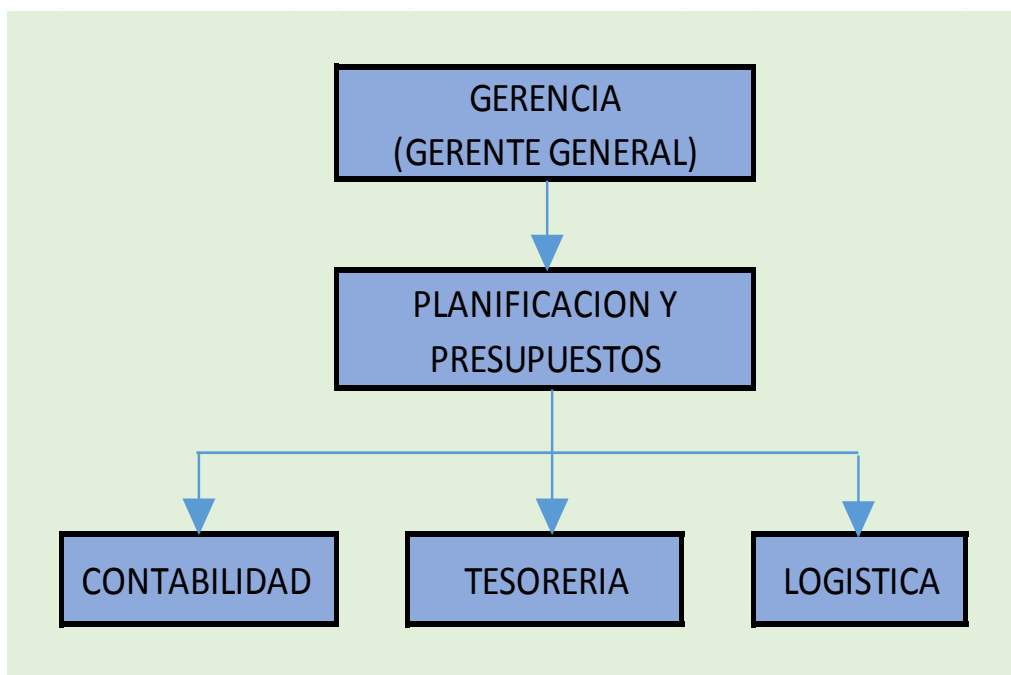 GERENCIA
(GERENTE GENERAL)
PLANIFICACION Y
PRESUPUESTOS
CONTABILIDAD
TESORERIA
LOGISTICA